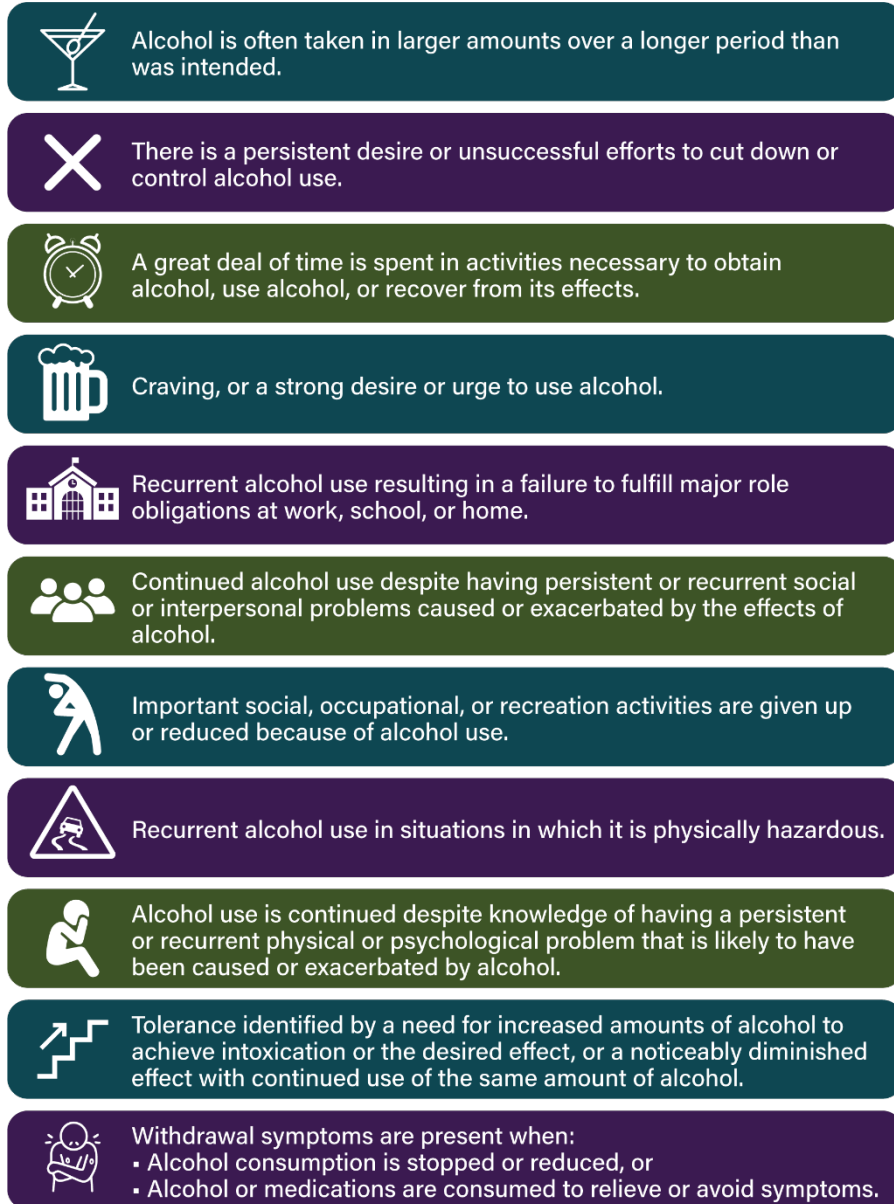 Alcohol is often taken in larger amounts over a longer period than
was intended.
There is a persistent desire or unsuccessful efforts to cut down or
control alcohol use.
A great deal of time is spent in activities necessary to obtain
alcohol, use alcohol, or recover from its effects.
Craving, or a strong desire or urge to use alcohol.
Recurrent alcohol use resulting in a failure to fulfill major role
obligations at work, school, or home.
Continued alcohol use despite having persistent or recurrent social
or interpersonal problems caused or exacerbated by the effects of
alcohol.
Important social, occupational, or recreation activities are given up
or reduced because of alcohol use.
Recurrent alcohol use in situations in which it is physically hazardous.
Alcohol use is continued despite knowledge of having a persistent
or recurrent physical or psychological problem that is likely to have
been caused or exacerbated by alcohol.
Tolerance identified by a need for increased amounts of alcohol to
achieve intoxication or the desired effect, or a noticeably diminished
effect with continued use of the same amount of alcohol.
Withdrawal symptoms are present when:
▪ Alcohol consumption is stopped or reduced, or
▪ Alcohol or medications are consumed to relieve or avoid symptoms.